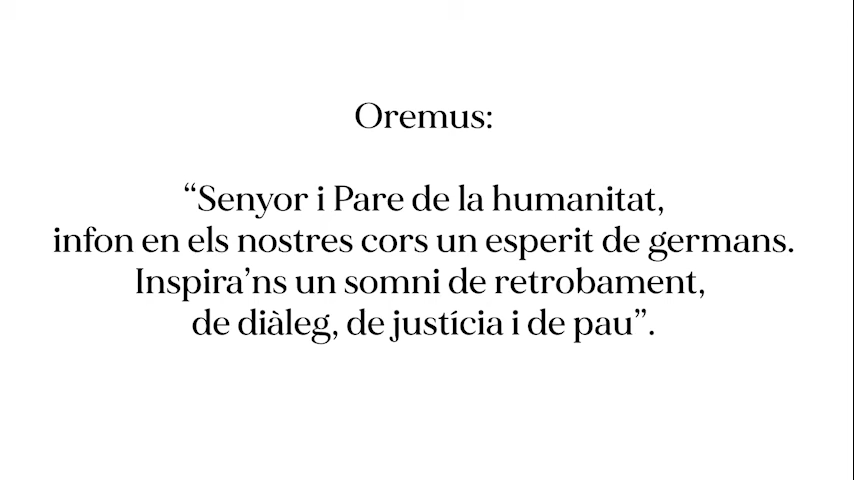 Oremus:
“Senyor i Pare de la humanitat,
infon en els nostres cors un esperit de germans.
Inspira’ns un somni de retrobament,
de diàleg, de justícia i de pau”.